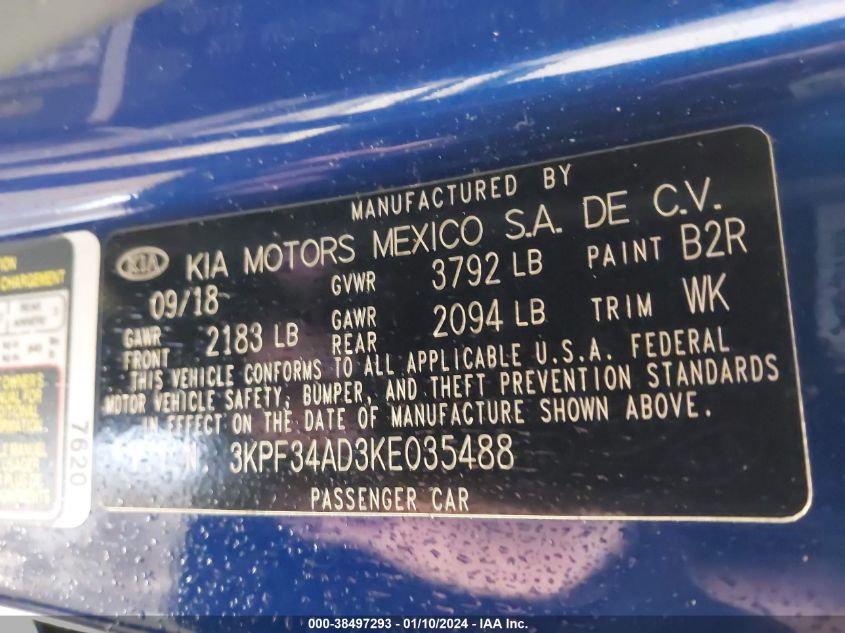 MANUFACTURED BY
KIA KIA MOTORS MEXICO S.A. DE C.V.
09/18 GVWR 3792 LB PAINT B2R
GAWR FRONT 2183 LB GAWR REAR 2094 LB TRIM WK
THIS VEHICLE CONFORMS TO ALL APPLICABLE U.S.A. FEDERAL
MOTOR VEHICLE SAFETY, BUMPER, AND THEFT PREVENTION STANDARDS
IN EFFECT ON THE DATE OF MANUFACTURE SHOWN ABOVE.
N. 3KPF34AD3KE035488
PASSENGER CAR
CHARGEMENT
7620
000-38497293 - 01/10/2024 - IAA Inc.